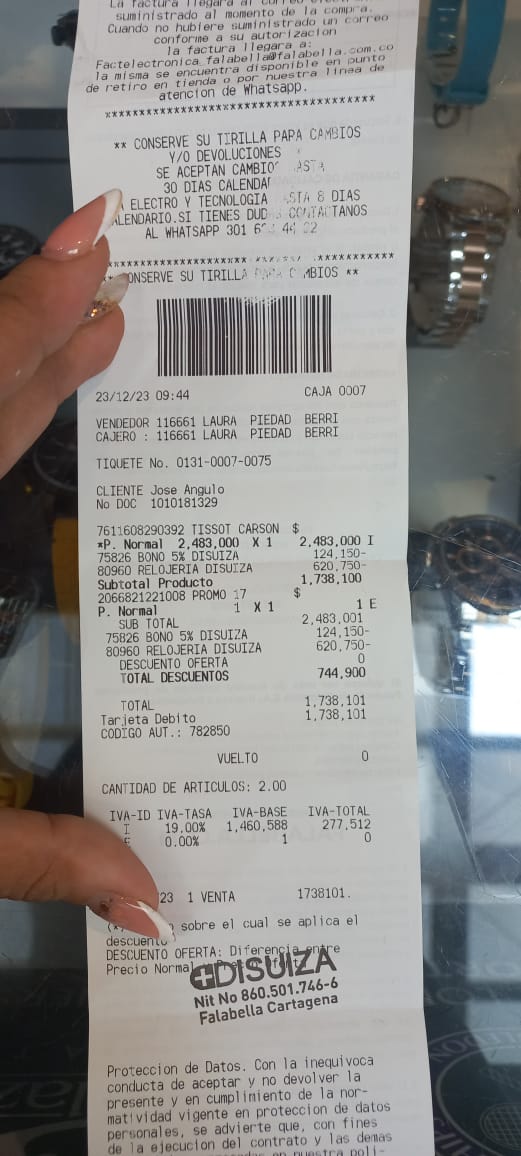 La factura llegara al correo
suministrado al momento de la compra.
Cuando no hubiere suministrado un correo
conforme a su autorizacion
la factura llegara a:
Factelectronica_falabella@falabella.com.co
la misma se encuentra disponible en punto
de retiro en tienda o por nuestra linea de
atencion de Whatsapp.
** CONSERVE SU TIRILLA PARA CAMBIOS
Y/O DEVOLUCIONES
SE ACEPTAN CAMBIOS
30 DIAS CALENDAR
ELECTRO Y TECNOLOGIA 8 DIAS
CALENDARIO.SI TIENES CONTACTANOS
AL WHATSAPP 301
CONSERVE SU TIRILLA PARA CAMBIOS **
23/12/23 09:44 CAJA 0007
VENDEDOR 116661 LAURA PIEDAD BERRI
CAJERO : 116661 LAURA PIEDAD BERRI
TIQUETE No. 0131-0007-0075
CLIENTE Jose Angulo
No DOC 1010181329
7611608290392 TISSOT CARSON $
*P. Normal 2,483,000 X 1 2,483,000 I
75826 BONO 5% DISUIZA 124,150-
80960 RELOJERIA DISUIZA 620,750-
Subtotal Producto 1,738,100
2066821221008 PROMO 17 $
P. Normal 1 X 1 1 E
SUB TOTAL 2,483,001
75826 BONO 5% DISUIZA 124,150-
80960 RELOJERIA DISUIZA 620,750-
DESCUENTO OFERTA 0
TOTAL DESCUENTOS 744,900
TOTAL 1,738,101
Tarjeta Debito 1,738,101
CODIGO AUT.: 782850
VUELTO 0
CANTIDAD DE ARTICULOS: 2.00
IVA-ID IVA-TASA IVA-BASE IVA-TOTAL
I 19.00% 1,460,588 277,512
E 0.00% 1 0
23 1 VENTA 1738101.
sobre el cual se aplica el
descuento
DESCUENTO OFERTA: Diferencia entre
Precio Normal
DISUIZA
Nit No 860.501.746-6
Falabella Cartagena
Proteccion de Datos. Con la inequivoca
conducta de aceptar y no devolver la
presente y en cumplimiento de la nor-
matividad vigente en proteccion de datos
personales, se advierte que, con fines
de la ejecucion del contrato y las demas
en nuestra poli-